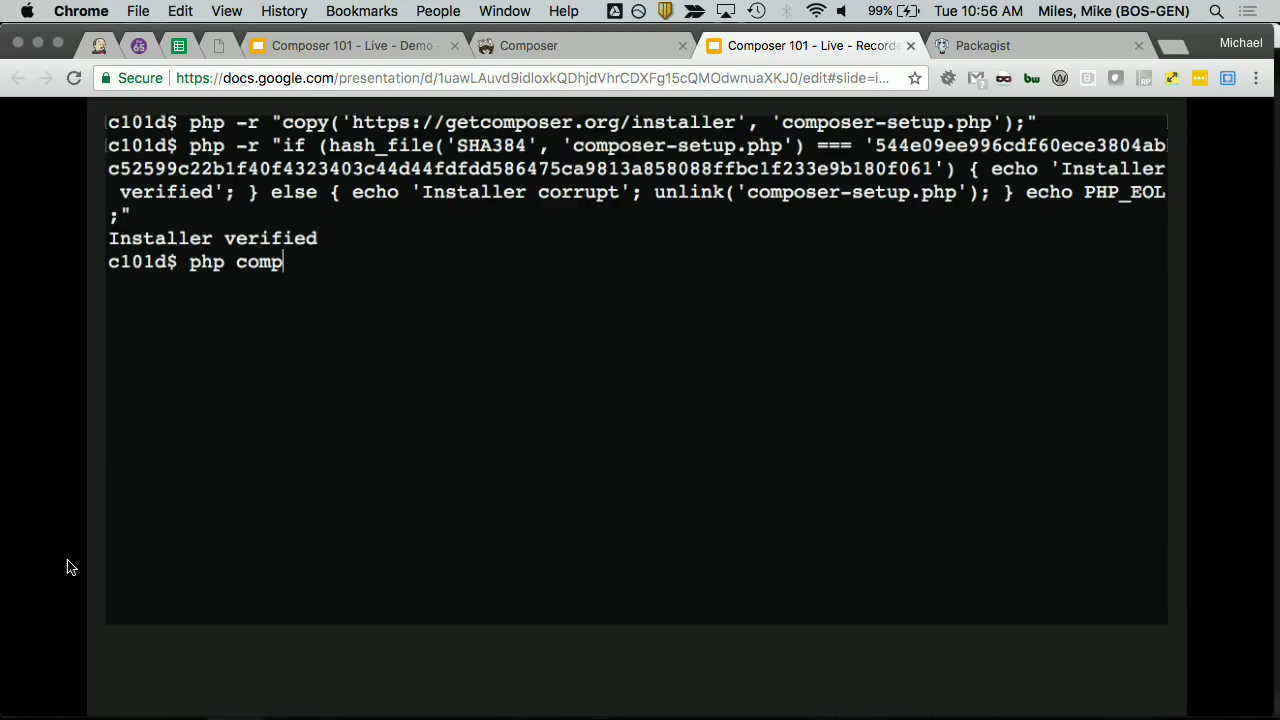 Chrome File Edit View History Bookmarks People Window Help 99% Tue 10:56 AM Miles, Mike (BOS-GEN)
65 Composer 101 - Live - Demo - Composer Composer 101 - Live - Recorde Packagist Michael
Secure https://docs.google.com/presentation/d/1uawLAuvd9idloxkQDhjdVhrCDXFg15cQMOdwnuaXKJ0/edit#slide=i...
c101d$ php -r "copy('https://getcomposer.org/installer', 'composer-setup.php');"
c101d$ php -r "if (hash_file('SHA384', 'composer-setup.php') === '544e09ee996cdf60ece3804ab
c52599c22b1f40f4323403c44d44fdfdd586475ca9813a858088ffbc1f233e9b180f061') { echo 'Installer
verified'; } else { echo 'Installer corrupt'; unlink('composer-setup.php'); } echo PHP_EOL
;"
Installer verified
c101d$ php comp